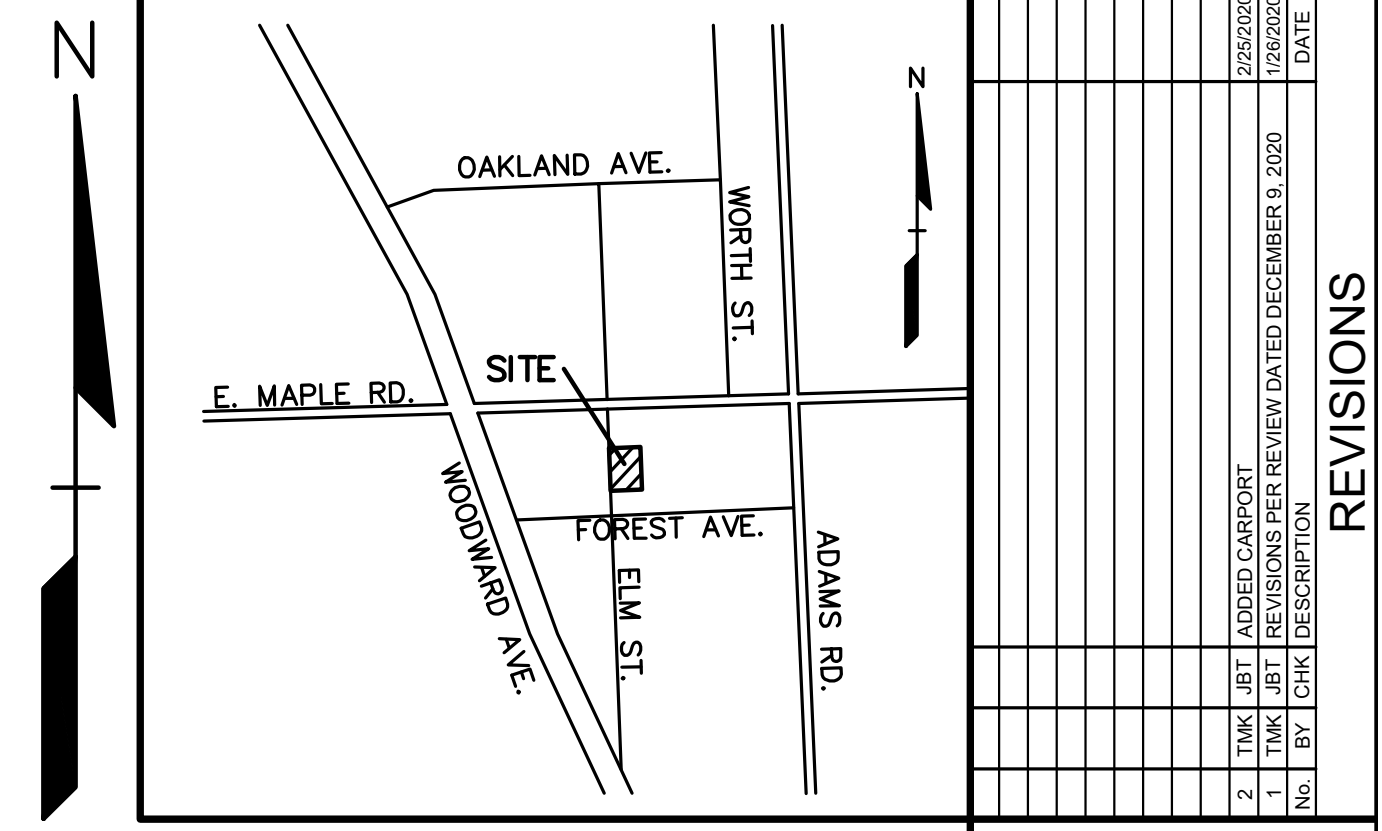 N
N
OAKLAND AVE.
WORTH ST.
SITE
E. MAPLE RD.
WOODWARD AVE.
FOREST AVE.
ELM ST.
ADAMS RD.
2 TMK JBT ADDED CARPORT 2/25/2020
1 TMK JBT REVISIONS PER REVIEW DATED DECEMBER 9, 2020 1/26/2020
No. BY CHK DESCRIPTION DATE
REVISIONS